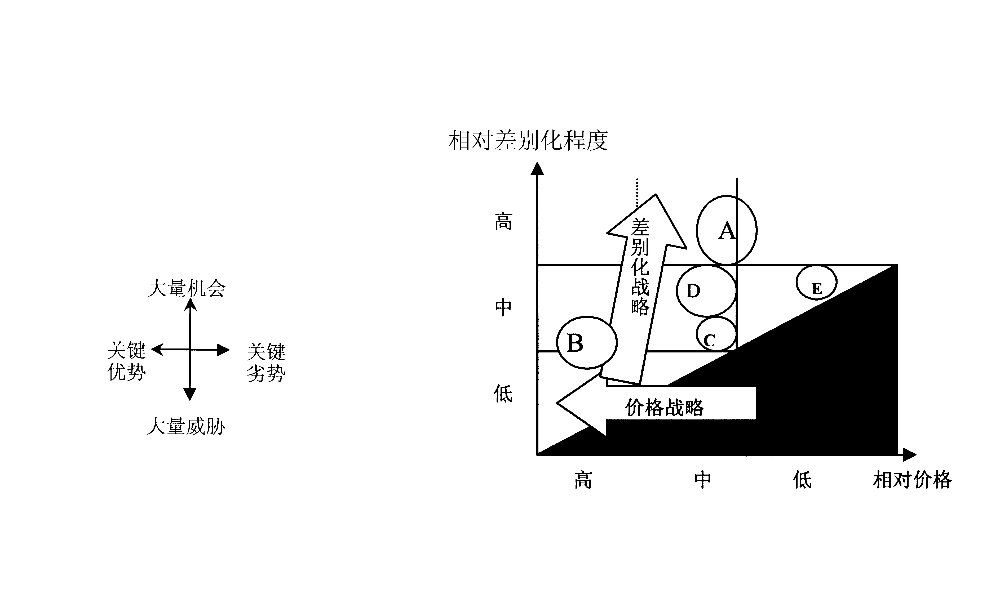 大量机会
关键
优势
关键
劣势
大量威胁
相对差别化程度
高
中
低
A
B
C
D
E
差别化战略
价格战略
高
中
低
相对价格